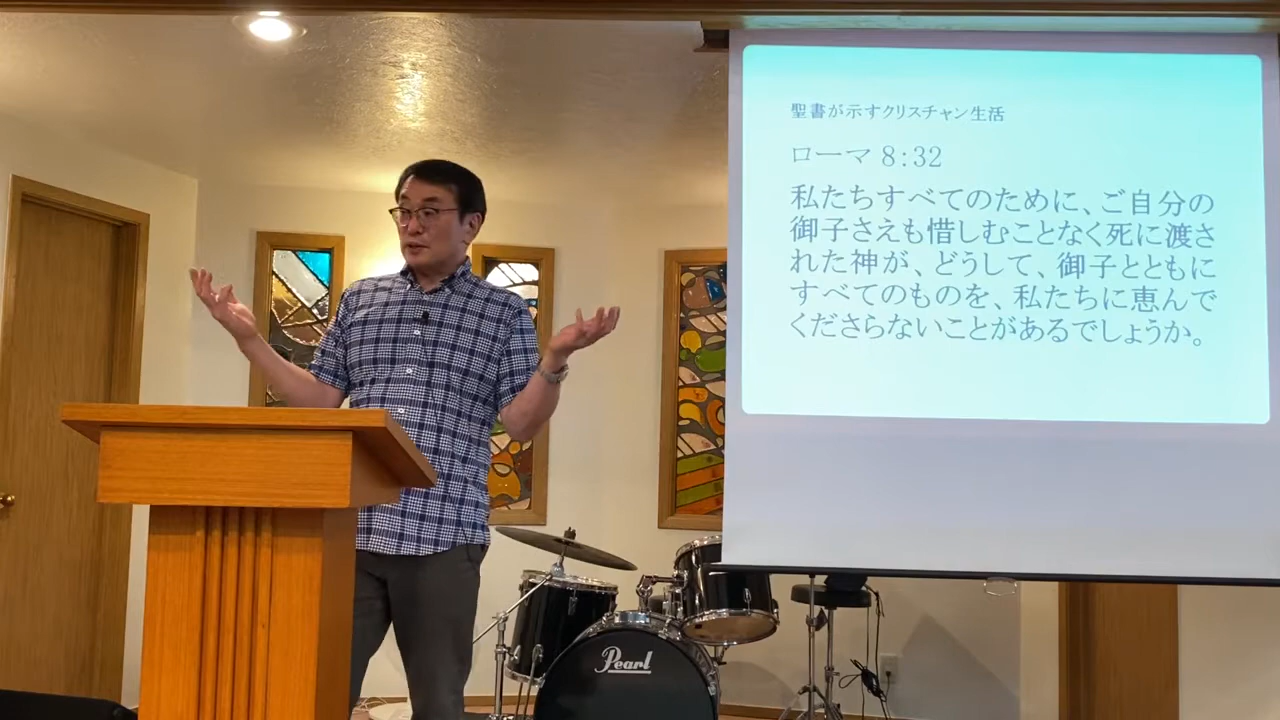 聖書が示すクリスチャン生活
ローマ 8:32
私たちすべてのために、ご自分の
御子さえも惜しむことなく死に渡さ
れた神が、どうして、御子とともに
すべてのものを、私たちに恵んで
くださらないことがあるでしょうか。
Pearl